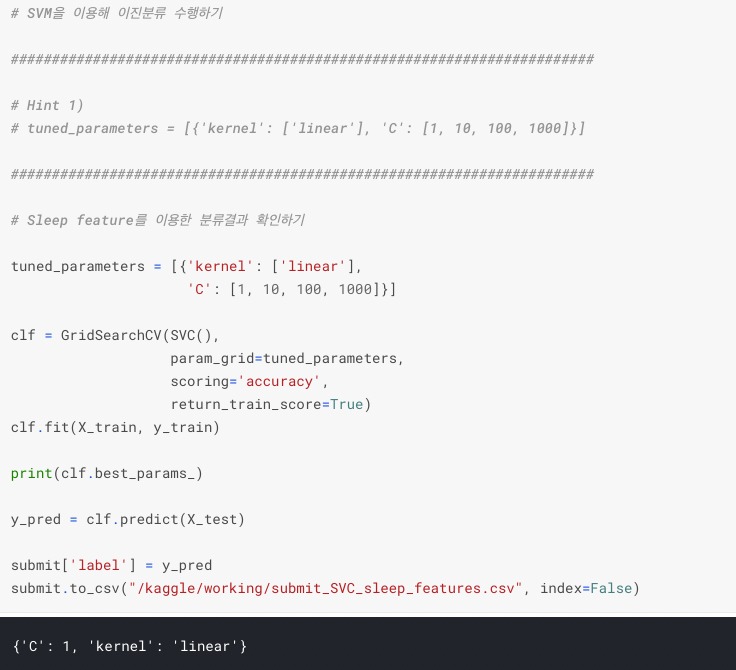 # SVM을 이용해 이진분류 수행하기
#######################################################################
# Hint 1)
# tuned_parameters = [{'kernel': ['linear'], 'C': [1, 10, 100, 1000]}]
#######################################################################
# Sleep feature를 이용한 분류결과 확인하기
tuned_parameters = [{'kernel': ['linear'],
                     'C': [1, 10, 100, 1000]}]
clf = GridSearchCV(SVC(),
                   param_grid=tuned_parameters,
                   scoring='accuracy',
                   return_train_score=True)
clf.fit(X_train, y_train)
print(clf.best_params_)
y_pred = clf.predict(X_test)
submit['label'] = y_pred
submit.to_csv("/kaggle/working/submit_SVC_sleep_features.csv", index=False)
{'C': 1, 'kernel': 'linear'}